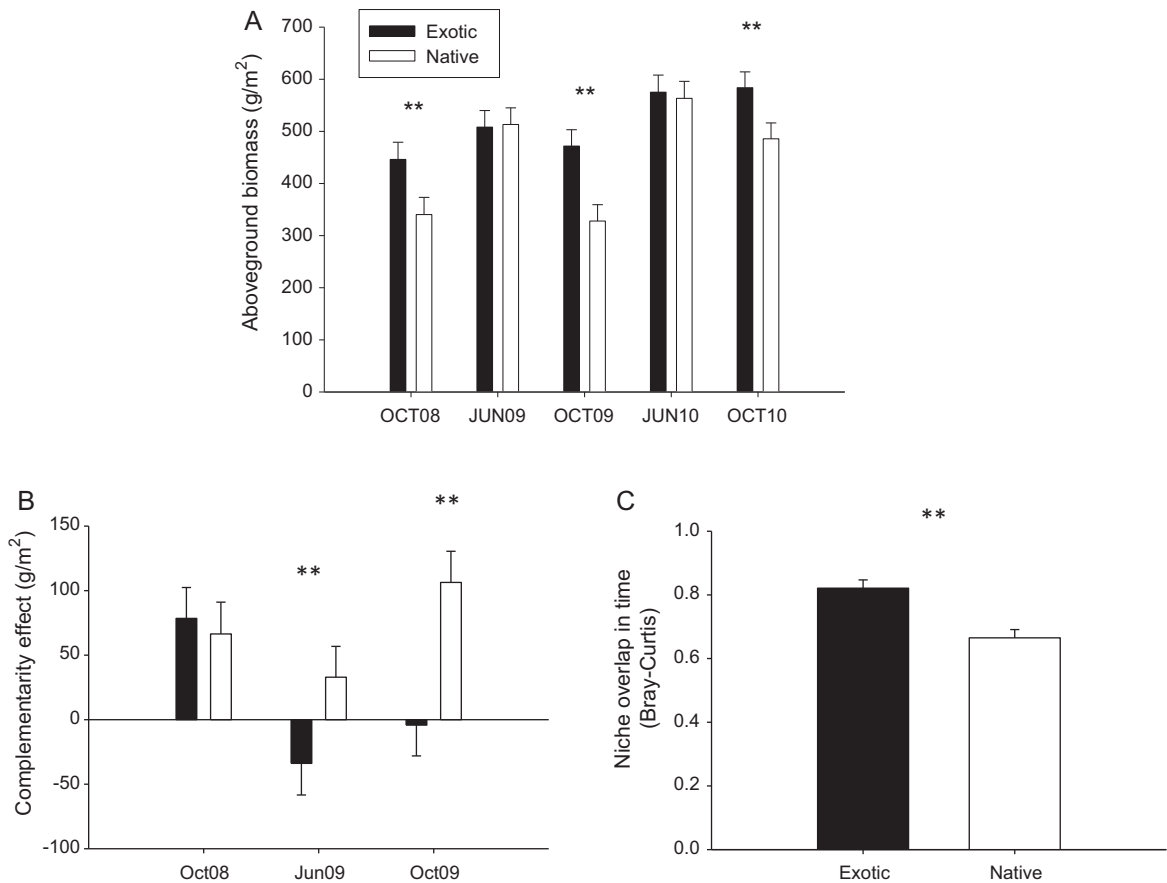 A
Exotic
Native
Aboveground biomass (g/m2)
700
600
500
400
300
200
100
0
**
**
**
OCT08 JUN09 OCT09 JUN10 OCT10
B
Complementarity effect (g/m2)
150
100
50
0
-50
-100
**
**
Oct08 Jun09 Oct09
C
Niche overlap in time
(Bray-Curtis)
1.0
0.8
0.6
0.4
0.2
0.0
**
Exotic Native